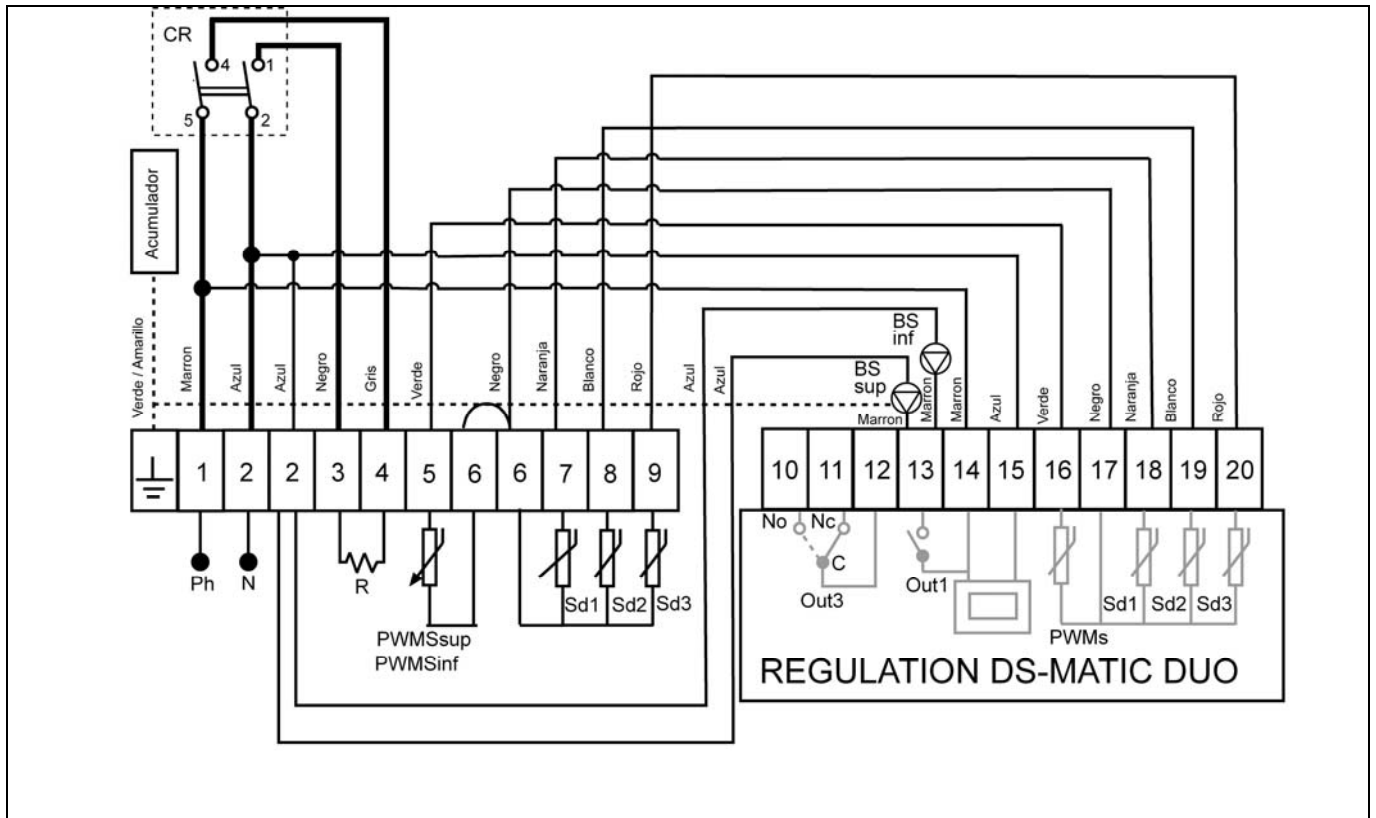 CR
4
1
5
2
Acumulador
Verde / Amarillo
Marron
Azul
Azul
Negro
Gris
Verde
Negro
Naranja
Blanco
Rojo
Azul
Azul
BS
inf
BS
sup
Marron
Marron
Marron
Azul
Verde
Negro
Naranja
Blanco
Rojo
1 2 2 3 4 5 6 6 7 8 9
10 11 12 13 14 15 16 17 18 19 20
Ph N R Sd1 Sd2 Sd3
PWMSsup
PWMSinf
No Nc
C
Out3
Out1
Sd1 Sd2 Sd3
PWMs
REGULATION DS-MATIC DUO